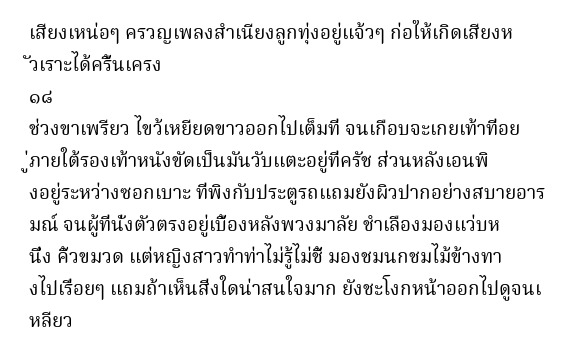 เสียงเหน่อๆ ครวญเพลงสำเนียงลูกทุ่งอยู่แจ้วๆ ก่อให้เกิดเสียงห
ัวเราะได้ครื้นเครง
๑๘
ช่วงขาเพรียว ไขว้เหยียดขาวออกไปเต็มที่ จนเกือบจะเกยเท้าที่อย
ู่ภายใต้รองเท้าหนังขัดเป็นมันวับแตะอยู่ที่ครัช ส่วนหลังเอนพิ
งอยู่ระหว่างซอกเบาะ ที่พิงกับประตูรถแถมยังผิวปากอย่างสบายอาร
มณ์ จนผู้ที่นั่งตัวตรงอยู่เบื้องหลังพวงมาลัย ชำเลืองมองแว่บห
นึ่ง คิ้วขมวด แต่หญิงสาวทำท่าไม่รู้ไม่ชี้ มองชมนกชมไม้ข้างทา
งไปเรื่อยๆ แถมถ้าเห็นสิ่งใดน่าสนใจมาก ยังชะโงกหน้าออกไปดูจนเ
หลียว